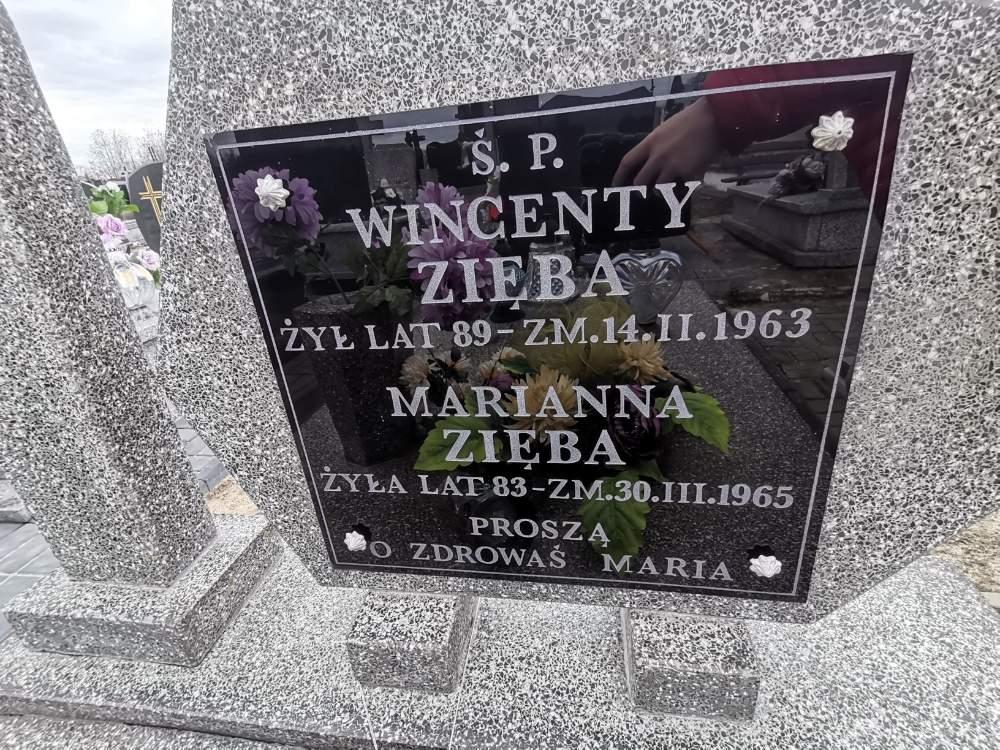 Ś. P.
WINCENTY
ZIĘBA
ŻYŁ LAT 89-ZM.14.II.1963
MARIANNA
ZIĘBA
ŻYŁA LAT 83-ZM.30.III.1965
PROSZĄ
O ZDROWAŚ MARIA